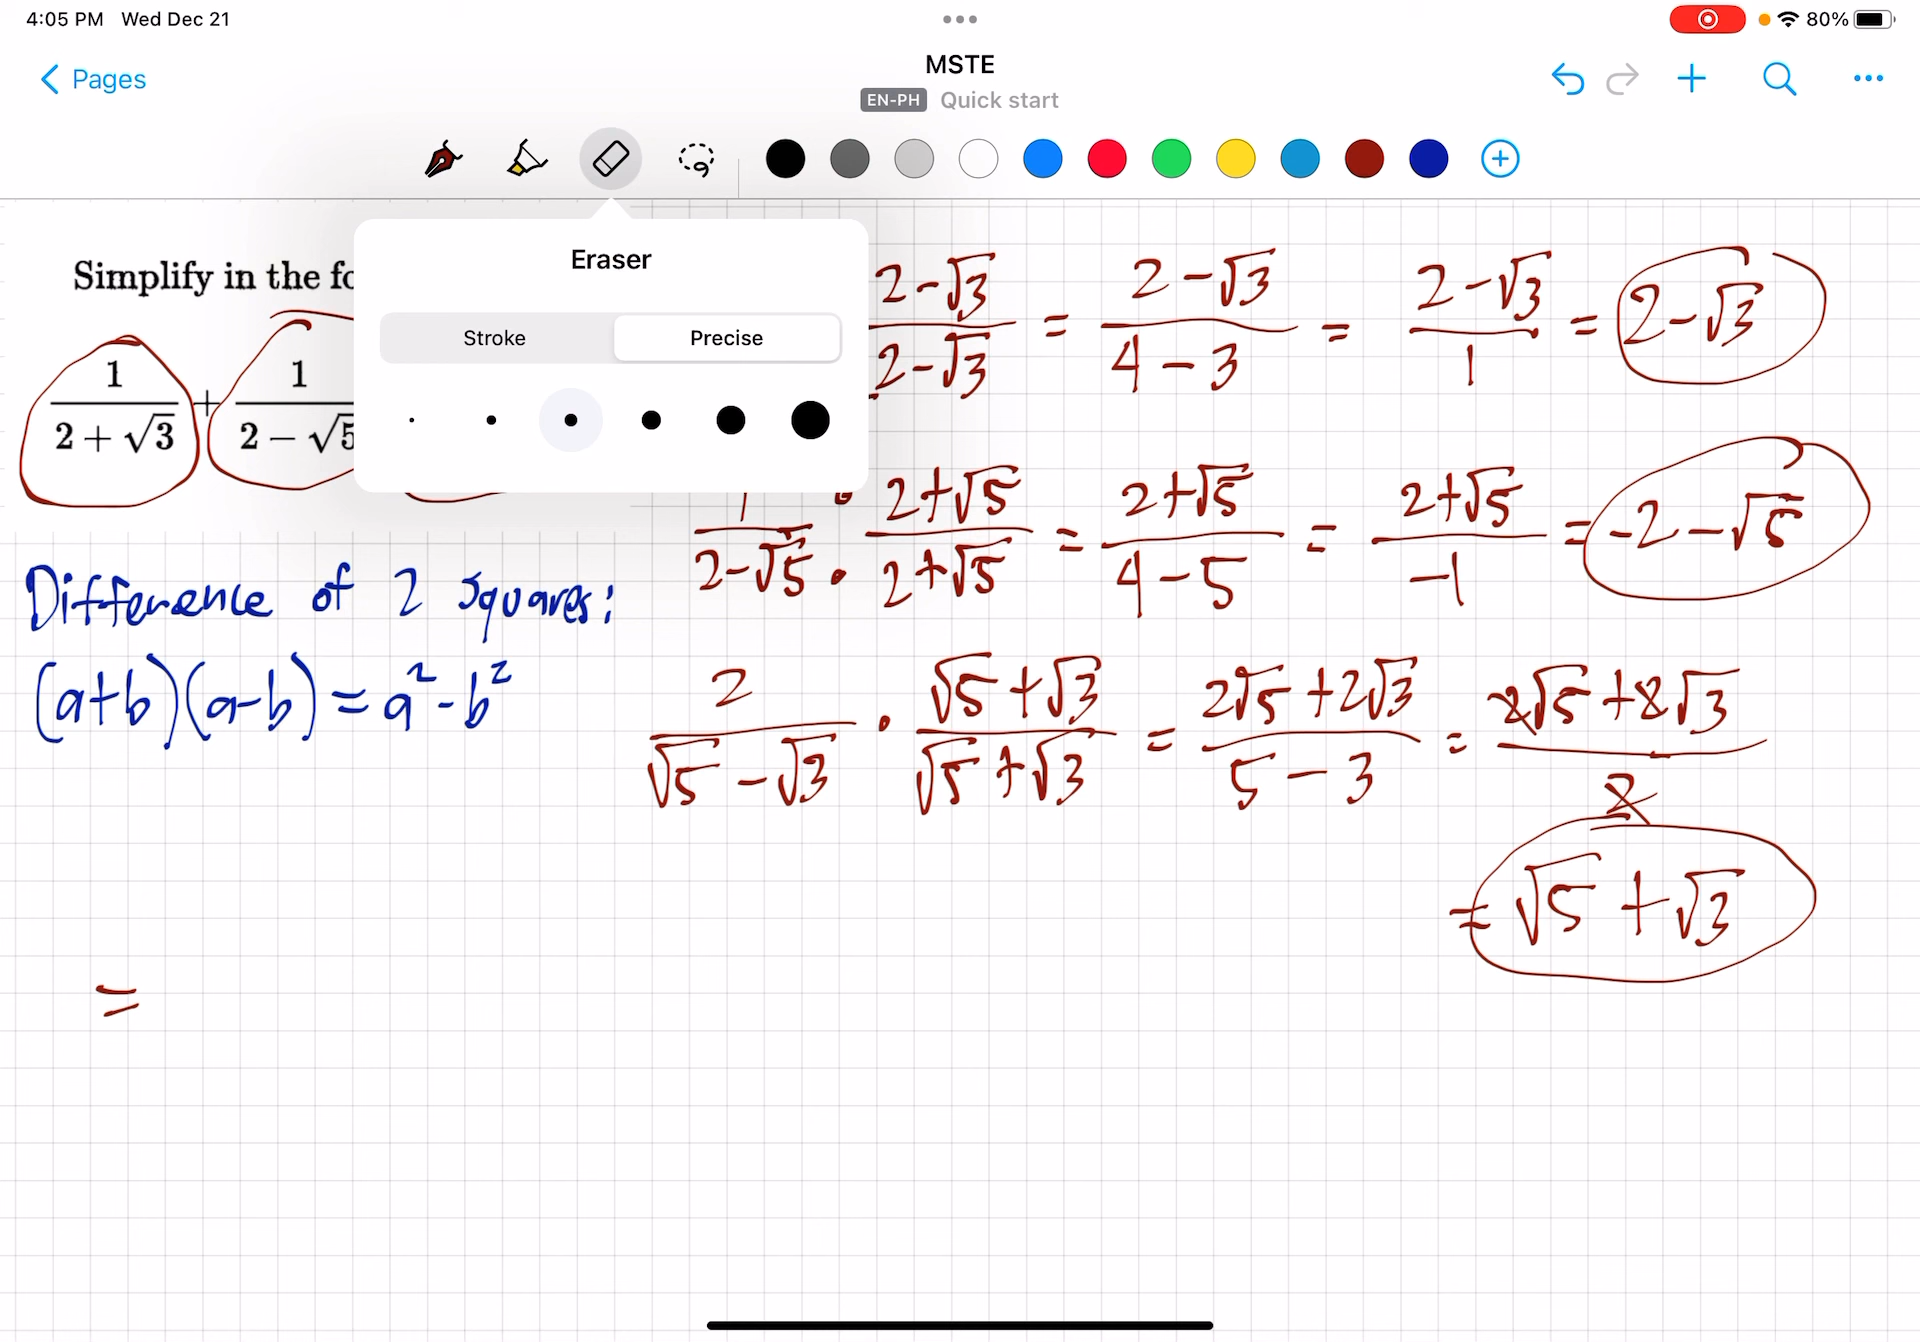 4:05 PM Wed Dec 21
80%
Pages
MSTE
EN-PH Quick start
Eraser
Stroke Precise
Simplify in the fo
1/(2 + √3) + 1/(2 − √5
2-√3/2-√3 = 2-√3/4-3 = 2-√3/1 = 2-√3
1/2-√5 · 2+√5/2+√5 = 2+√5/4-5 = 2+√5/-1 = -2-√5
Difference of 2 squares:
(a+b)(a-b) = a²-b²
2/√5-√3 · √5+√3/√5+√3 = 2√5+2√3/5-3 = 2√5+2√3/2
= √5+√3
=